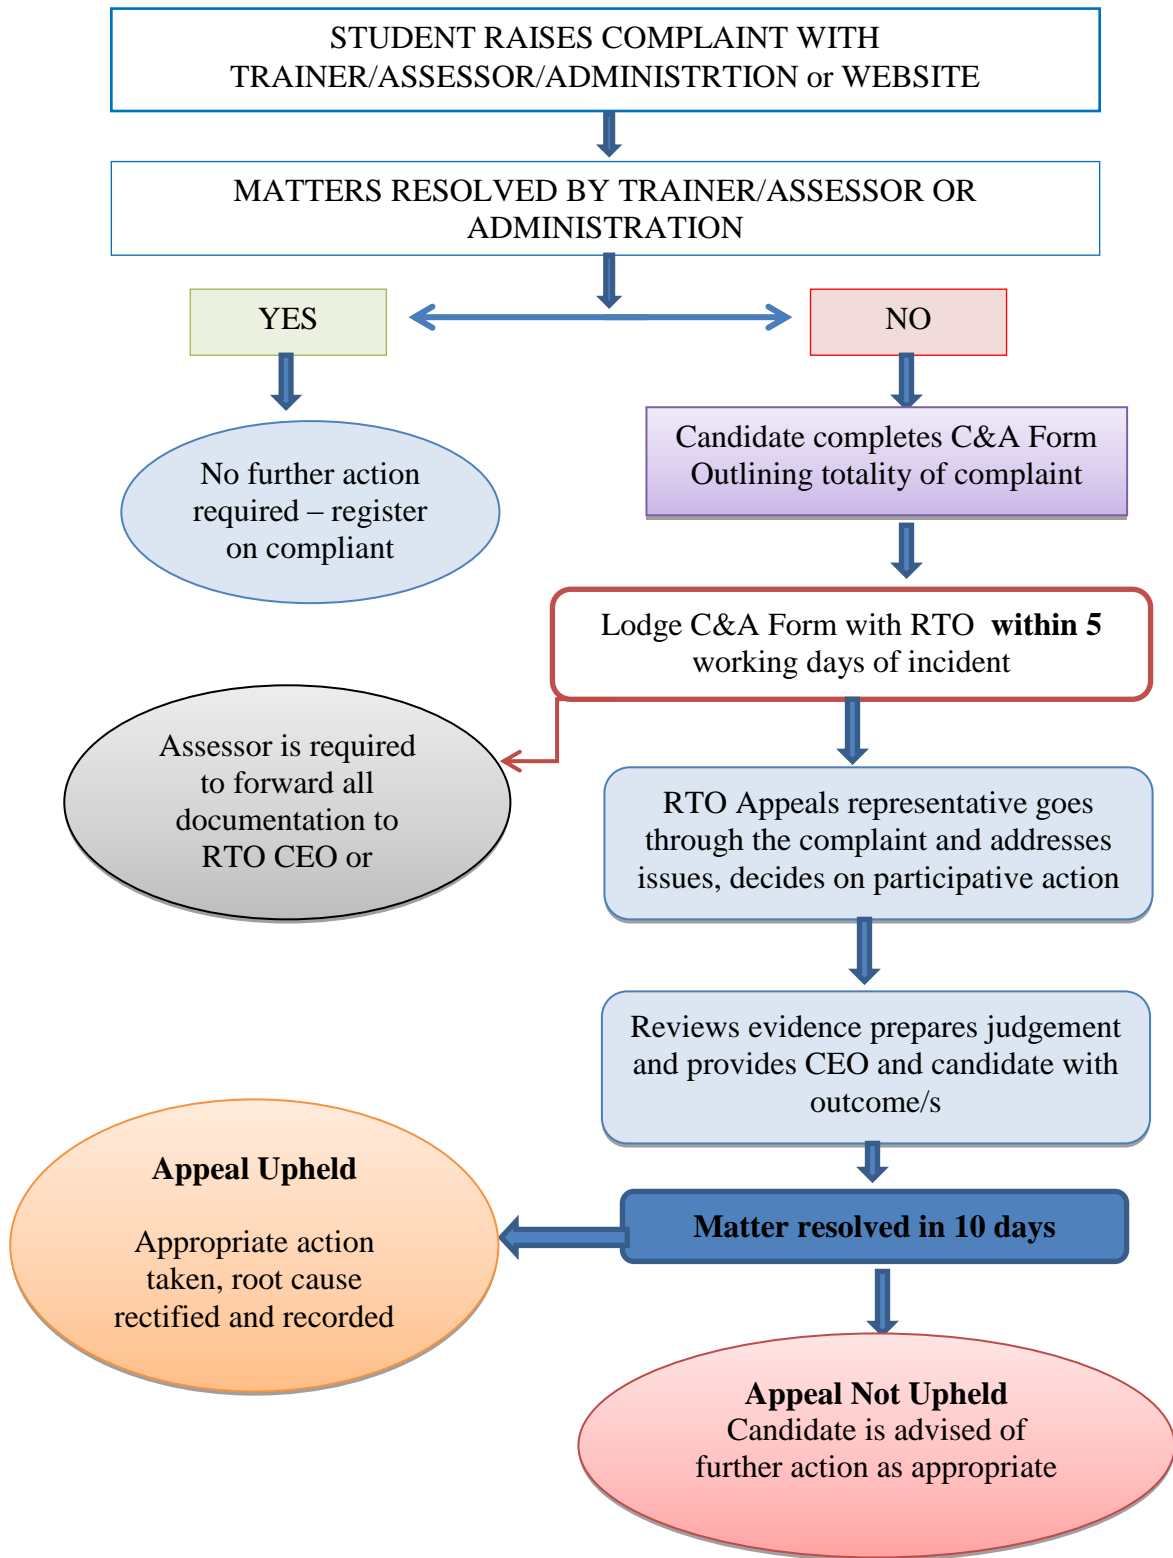 STUDENT RAISES COMPLAINT WITH
TRAINER/ASSESSOR/ADMINISTRTION or WEBSITE
MATTERS RESOLVED BY TRAINER/ASSESSOR OR
ADMINISTRATION
YES
NO
No further action
required – register
on compliant
Candidate completes C&A Form
Outlining totality of complaint
Lodge C&A Form with RTO within 5
working days of incident
Assessor is required
to forward all
documentation to
RTO CEO or
RTO Appeals representative goes
through the complaint and addresses
issues, decides on participative action
Reviews evidence prepares judgement
and provides CEO and candidate with
outcome/s
Matter resolved in 10 days
Appeal Upheld
Appropriate action
taken, root cause
rectified and recorded
Appeal Not Upheld
Candidate is advised of
further action as appropriate